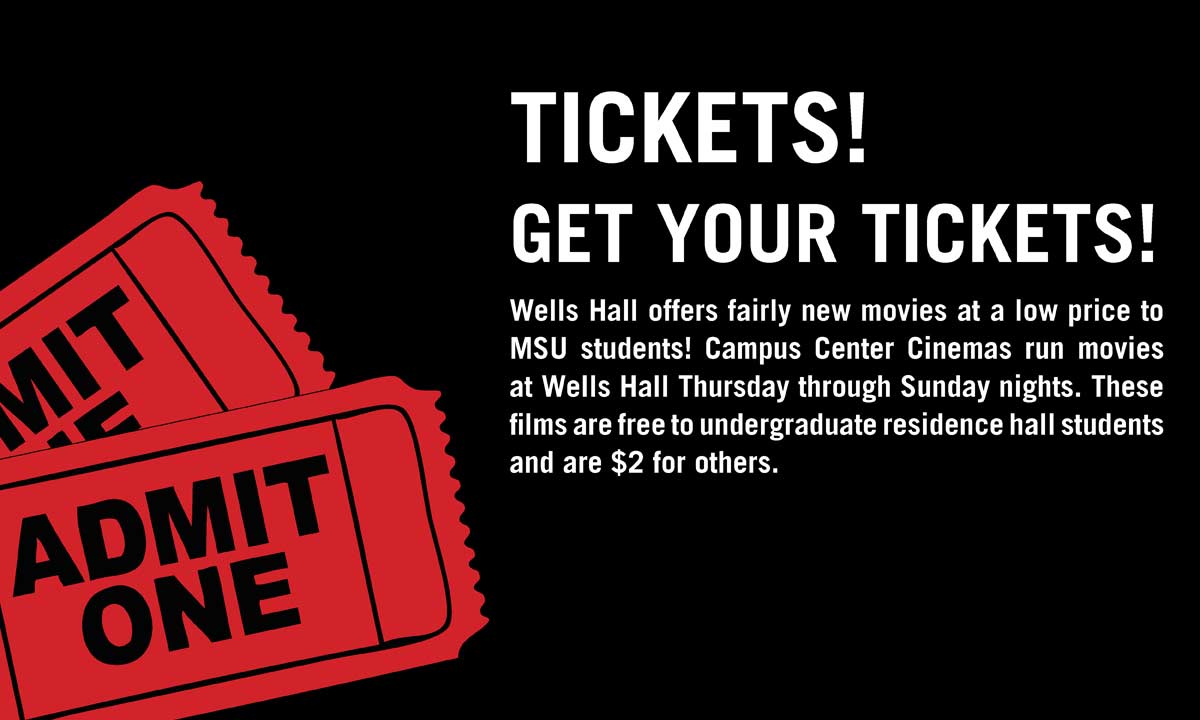 TICKETS!
GET YOUR TICKETS!
Wells Hall offers fairly new movies at a low price to
MSU students! Campus Center Cinemas run movies
at Wells Hall Thursday through Sunday nights. These
films are free to undergraduate residence hall students
and are $2 for others.
MIT
NE
ADMIT
ONE